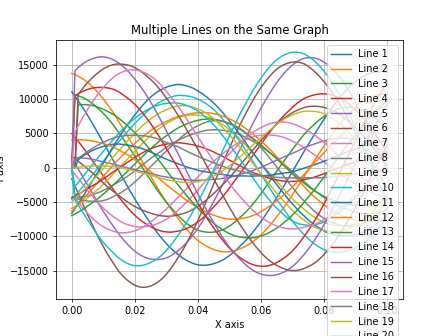 Multiple Lines on the Same Graph
15000
10000
5000
0
−5000
−10000
−15000
0.00
0.02
0.04
0.06
X axis
Line 1
Line 2
Line 3
Line 4
Line 5
Line 6
Line 7
Line 8
Line 9
Line 10
Line 11
Line 12
Line 13
Line 14
Line 15
Line 16
Line 17
Line 18
Line 19